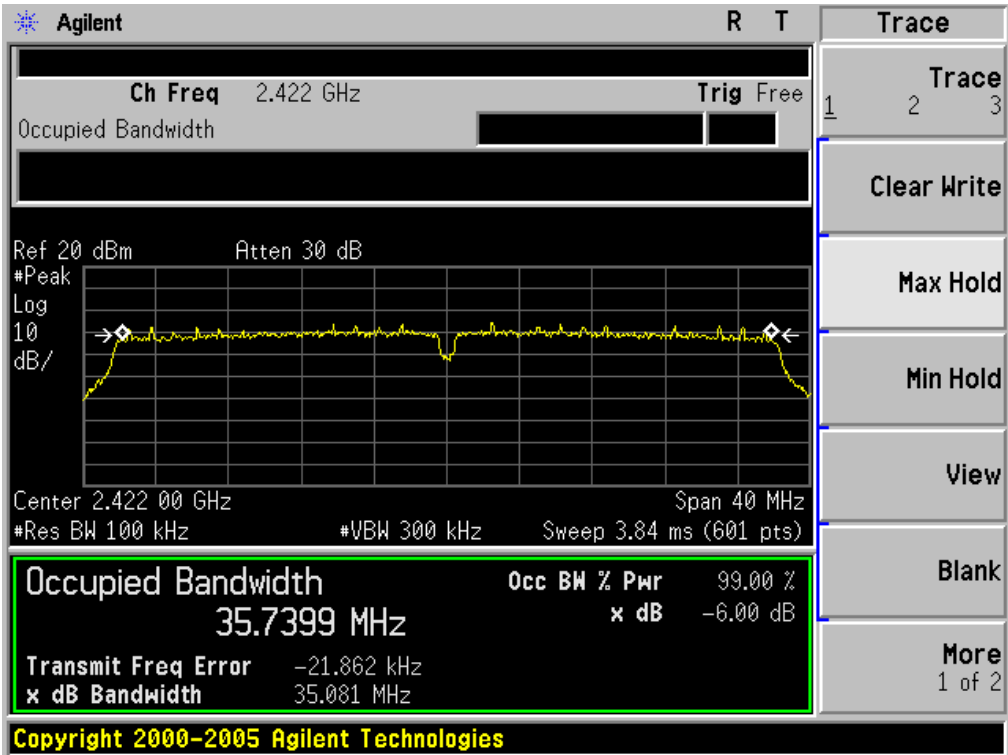 Agilent R T
Ch Freq 2.422 GHz Trig Free
Occupied Bandwidth
Ref 20 dBm Atten 30 dB
#Peak
Log
10
dB/
Center 2.422 00 GHz Span 40 MHz
#Res BW 100 kHz #VBW 300 kHz Sweep 3.84 ms (601 pts)
Occupied Bandwidth Occ BW % Pwr 99.00 %
35.7399 MHz x dB -6.00 dB
Transmit Freq Error -21.862 kHz
x dB Bandwidth 35.081 MHz
Copyright 2000-2005 Agilent Technologies
Trace
Trace
1 2 3
Clear Write
Max Hold
Min Hold
View
Blank
More
1 of 2